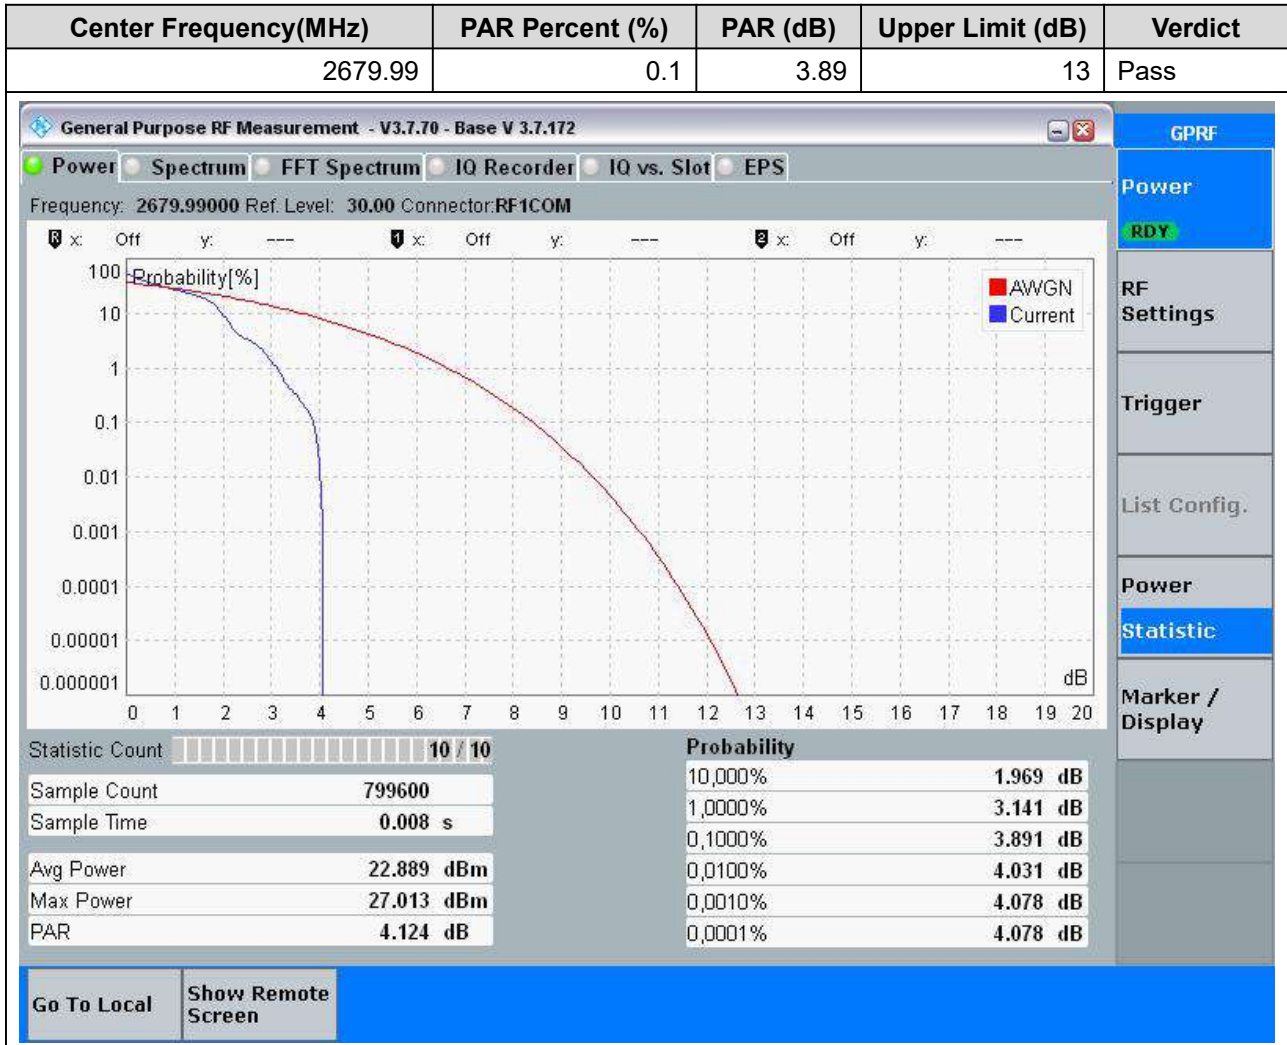 Center Frequency(MHz) PAR Percent (%) PAR (dB) Upper Limit (dB) Verdict
2679.99 0.1 3.89 13 Pass
General Purpose RF Measurement - V3.7.70 - Base V 3.7.172
GPRF
Power Spectrum FFT Spectrum IQ Recorder IQ vs. Slot EPS
Frequency: 2679.99000 Ref. Level: 30.00 Connector:RF1COM
R x: Off y: --- 1 x: Off y: --- 2 x: Off y: ---
Probability[%]
AWGN
Current
100
10
1
0.1
0.01
0.001
0.0001
0.00001
0.000001
dB
0 1 2 3 4 5 6 7 8 9 10 11 12 13 14 15 16 17 18 19 20
Statistic Count 10 / 10
Sample Count 799600
Sample Time 0.008 s
Avg Power 22.889 dBm
Max Power 27.013 dBm
PAR 4.124 dB
Probability
10,000% 1.969 dB
1,0000% 3.141 dB
0,1000% 3.891 dB
0,0100% 4.031 dB
0,0010% 4.078 dB
0,0001% 4.078 dB
Power
RDY
RF
Settings
Trigger
List Config.
Power
Statistic
Marker /
Display
Go To Local
Show Remote
Screen